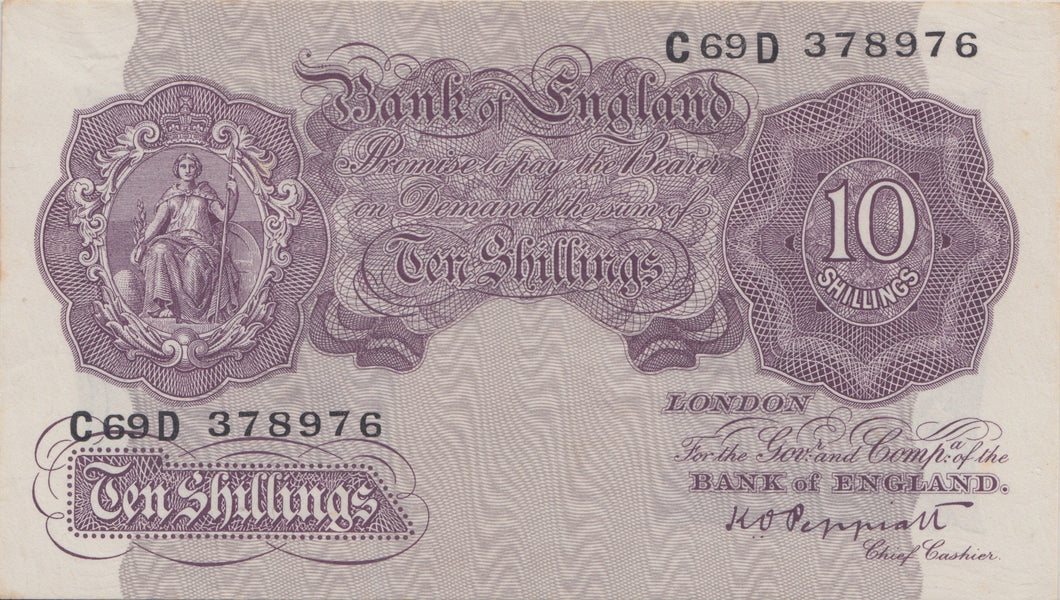 C69D 378976
Bank of England
Promise to pay the Bearer
on Demand the sum of
Ten Shillings
10
SHILLINGS
C69D 378976
Ten Shillings
LONDON
For the Govr. and Compa. of the
BANK of ENGLAND.
K O Peppiatt
Chief Cashier.